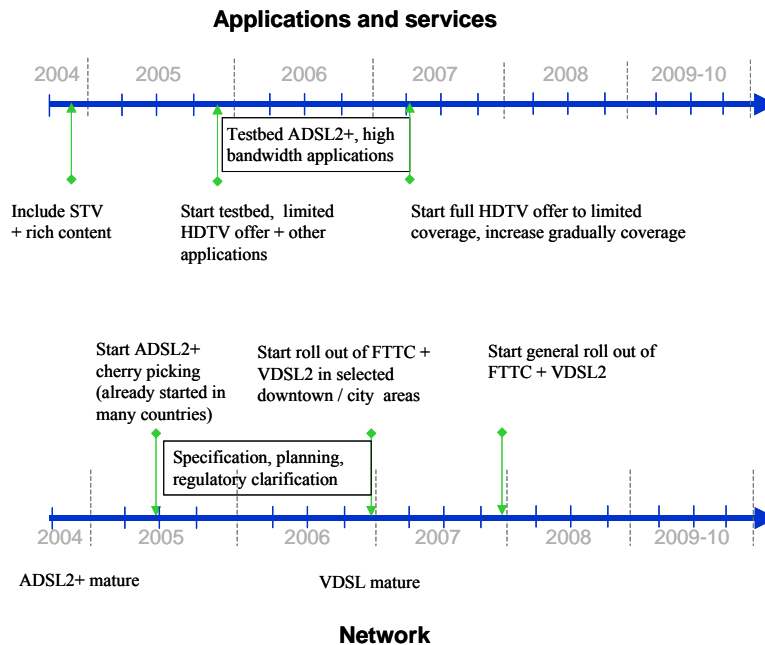 Applications and services
2004 2005 2006 2007 2008 2009-10
Testbed ADSL2+, high
bandwidth applications
Include STV
+ rich content
Start testbed, limited
HDTV offer + other
applications
Start full HDTV offer to limited
coverage, increase gradually coverage
Start ADSL2+
cherry picking
(already started in
many countries)
Start roll out of FTTC +
VDSL2 in selected
downtown / city areas
Start general roll out of
FTTC + VDSL2
Specification, planning,
regulatory clarification
2004 2005 2006 2007 2008 2009-10
ADSL2+ mature
VDSL mature
Network